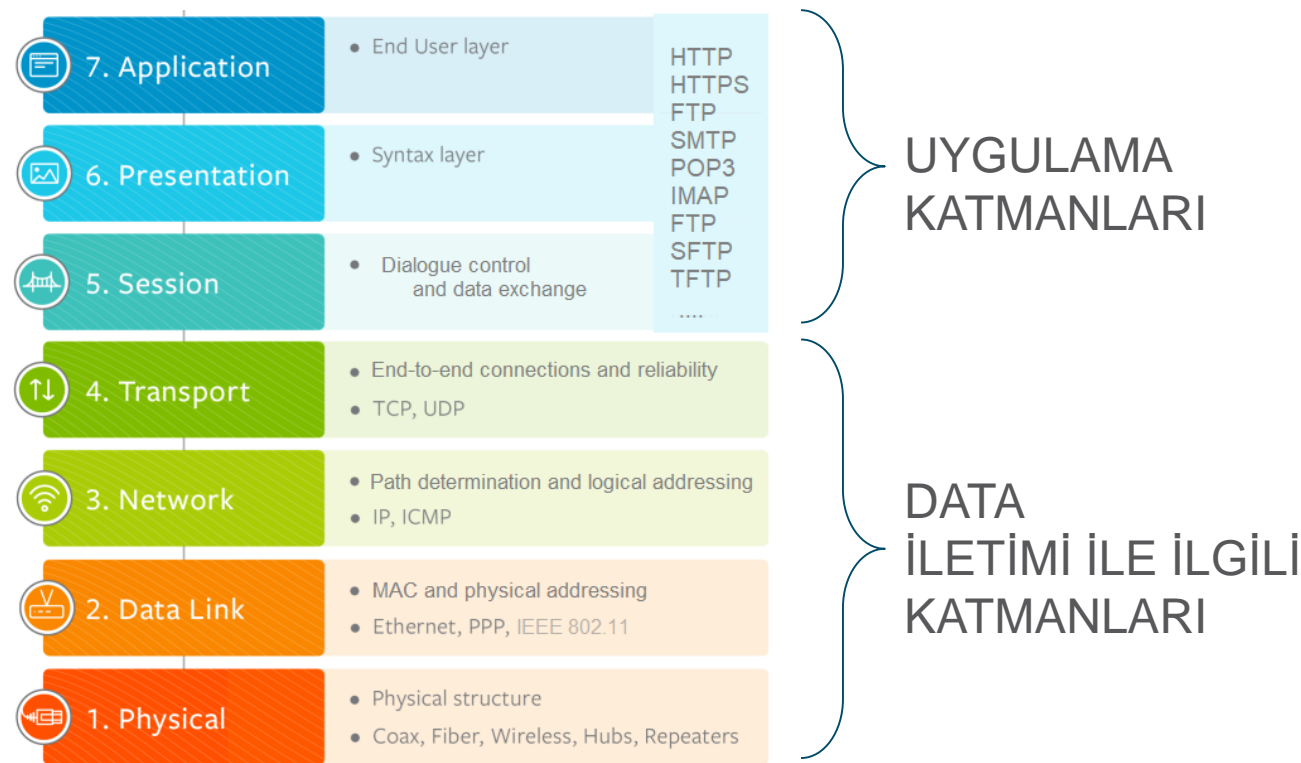 7. Application
• End User layer
6. Presentation
• Syntax layer
5. Session
• Dialogue control
and data exchange
HTTP
HTTPS
FTP
SMTP
POP3
IMAP
FTP
SFTP
TFTP
....
UYGULAMA
KATMANLARI
4. Transport
• End-to-end connections and reliability
• TCP, UDP
3. Network
• Path determination and logical addressing
• IP, ICMP
2. Data Link
• MAC and physical addressing
• Ethernet, PPP, IEEE 802.11
1. Physical
• Physical structure
• Coax, Fiber, Wireless, Hubs, Repeaters
DATA
İLETİMİ İLE İLGİLİ
KATMANLARI